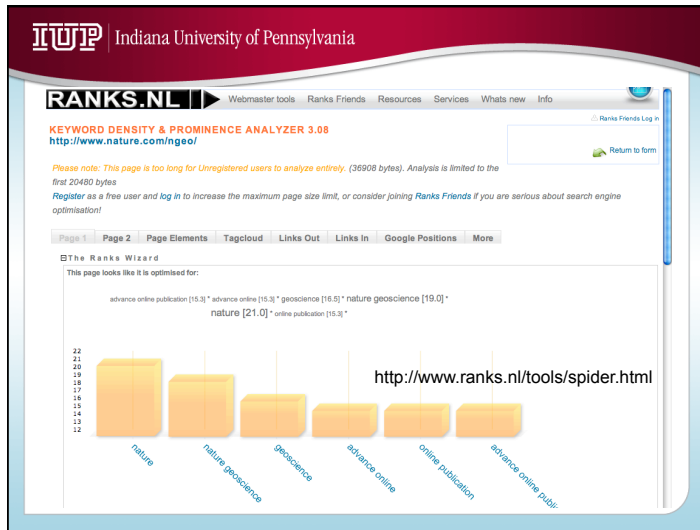 IUP Indiana University of Pennsylvania
RANKS.NL Webmaster tools Ranks Friends Resources Services Whats new Info
Ranks Friends Log in
KEYWORD DENSITY & PROMINENCE ANALYZER 3.08
http://www.nature.com/ngeo/
Return to form
Please note: This page is too long for Unregistered users to analyze entirely. (36908 bytes). Analysis is limited to the
first 20480 bytes
Register as a free user and log in to increase the maximum page size limit, or consider joining Ranks Friends if you are serious about search engine
optimisation!
Page 1 Page 2 Page Elements Tagcloud Links Out Links In Google Positions More
The Ranks Wizard
This page looks like it is optimised for:
advance online publication [15.3] * advance online [15.3] * geoscience [16.5] * nature geoscience [19.0] *
nature [21.0] * online publication [15.3] *
22
21
20
19
18
17
16
15
14
13
12
http://www.ranks.nl/tools/spider.html
nature
nature geoscience
geoscience
advance online
online publication
advance online publi